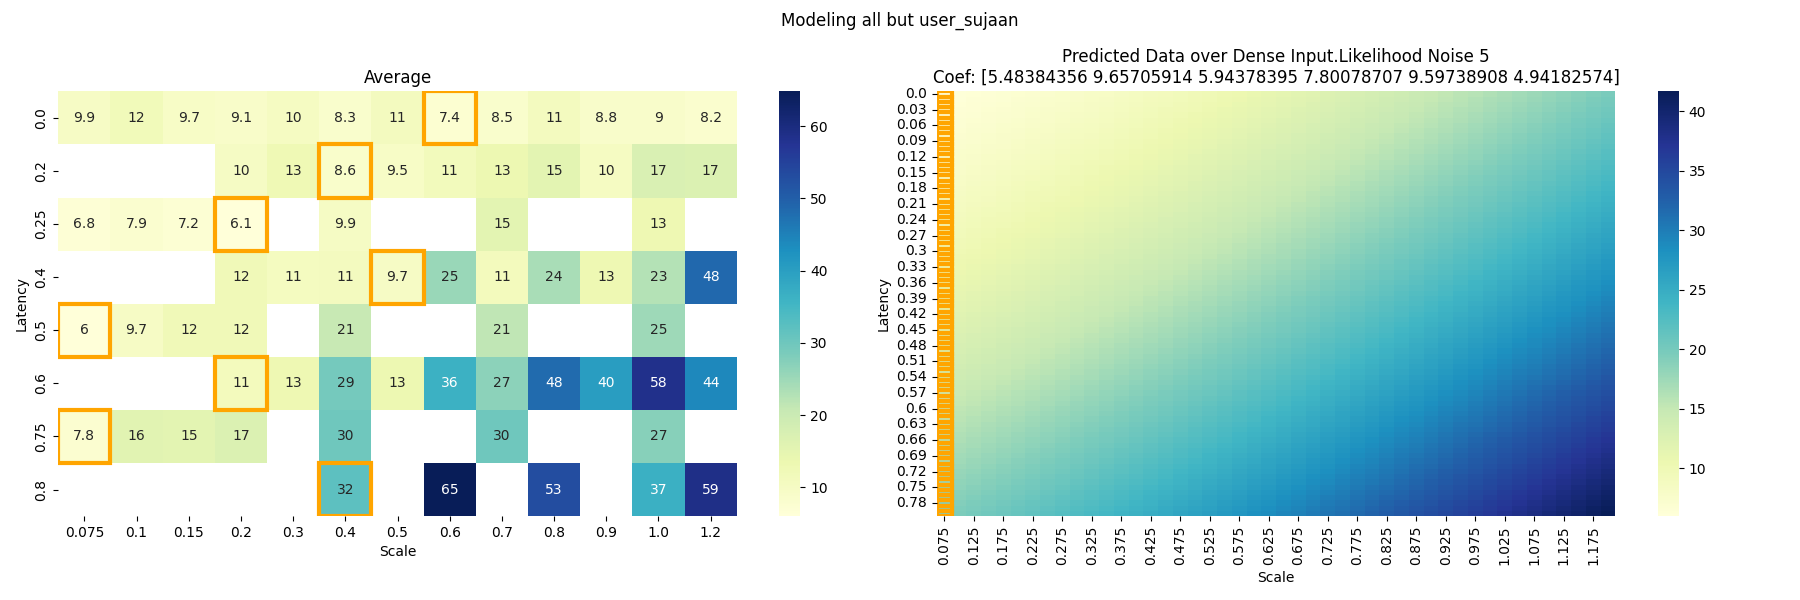 Modeling all but user_sujaan
Average
Latency
0.0 9.9 12 9.7 9.1 10 8.3 11 7.4 8.5 11 8.8 9 8.2
0.2 10 13 8.6 9.5 11 13 15 10 17 17
0.25 6.8 7.9 7.2 6.1 9.9 15 13
0.4 12 11 11 9.7 25 11 24 13 23 48
0.5 6 9.7 12 12 21 21 25
0.6 11 13 29 13 36 27 48 40 58 44
0.75 7.8 16 15 17 30 30 27
0.8 32 65 53 37 59
0.075 0.1 0.15 0.2 0.3 0.4 0.5 0.6 0.7 0.8 0.9 1.0 1.2
Scale
60
50
40
30
20
10
Predicted Data over Dense Input.Likelihood Noise 5
Coef: [5.48384356 9.65705914 5.94378395 7.80078707 9.59738908 4.94182574]
Latency
0.0
0.03
0.06
0.09
0.12
0.15
0.18
0.21
0.24
0.27
0.3
0.33
0.36
0.39
0.42
0.45
0.48
0.51
0.54
0.57
0.6
0.63
0.66
0.69
0.72
0.75
0.78
0.075 0.125 0.175 0.225 0.275 0.325 0.375 0.425 0.475 0.525 0.575 0.625 0.675 0.725 0.775 0.825 0.875 0.925 0.975 1.025 1.075 1.125 1.175
Scale
40
35
30
25
20
15
10